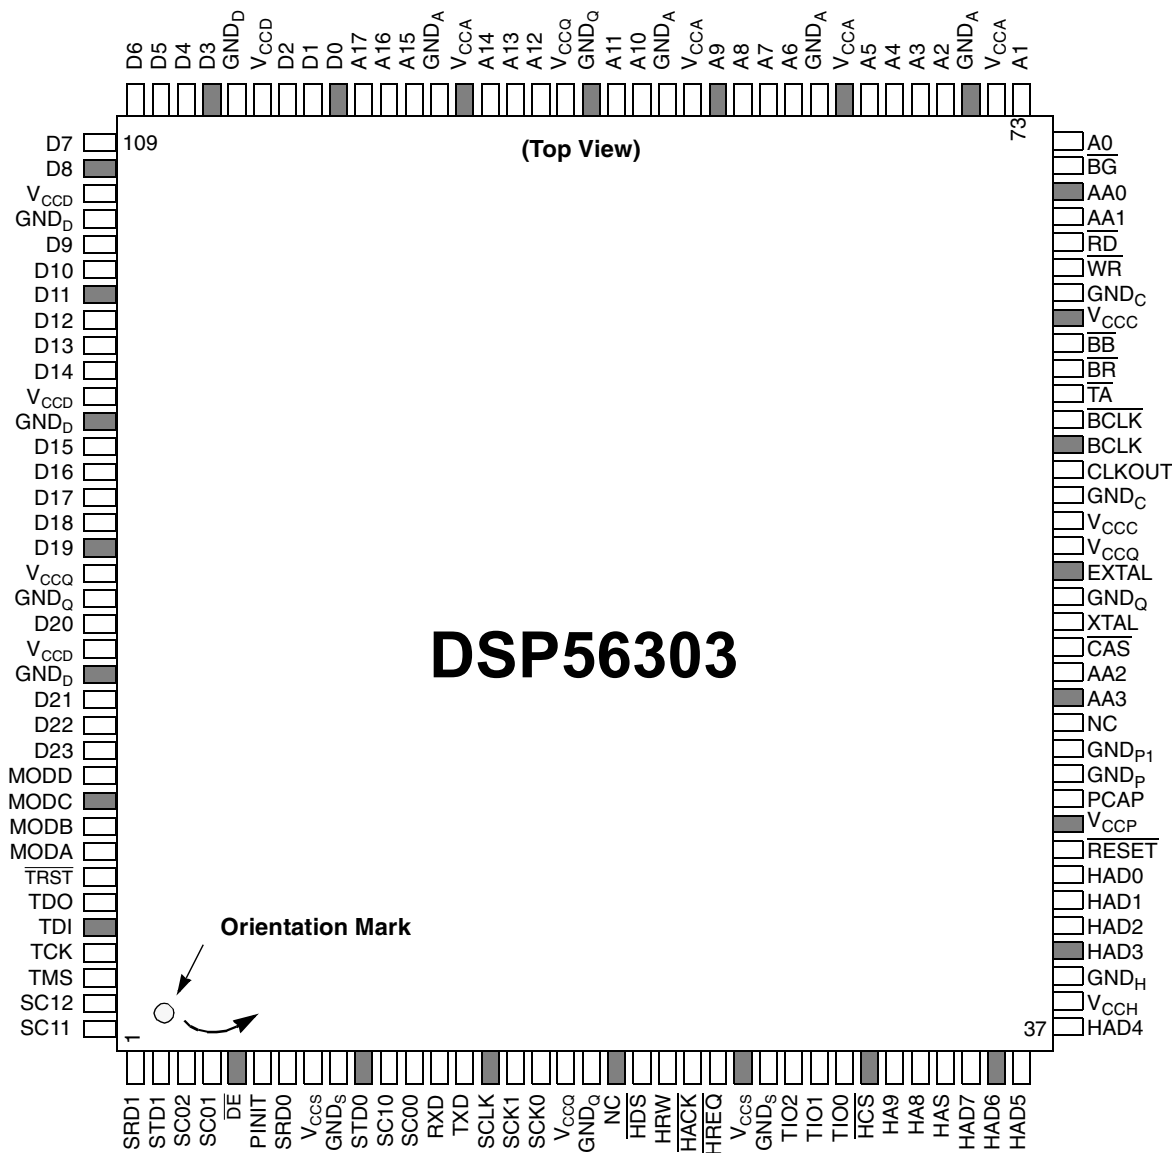 D6
D5
D4
D3
GND_D
V_CCD
D2
D1
D0
A17
A16
A15
GND_A
V_CCA
A14
A13
A12
V_CCQ
GND_Q
A11
A10
GND_A
V_CCA
A9
A8
A7
A6
GND_A
V_CCA
A5
A4
A3
A2
GND_A
V_CCA
A1
D7
D8
V_CCD
GND_D
D9
D10
D11
D12
D13
D14
V_CCD
GND_D
D15
D16
D17
D18
D19
V_CCQ
GND_Q
D20
V_CCD
GND_D
D21
D22
D23
MODD
MODC
MODB
MODA
TRST
TDO
TDI
TCK
TMS
SC12
SC11
109
(Top View)
73
DSP56303
Orientation Mark
1
37
A0
BG
AA0
AA1
RD
WR
GND_C
V_CCC
BB
BR
TA
BCLK
BCLK
CLKOUT
GND_C
V_CCC
V_CCQ
EXTAL
GND_Q
XTAL
CAS
AA2
AA3
NC
GND_P1
GND_P
PCAP
V_CCP
RESET
HAD0
HAD1
HAD2
HAD3
GND_H
V_CCH
HAD4
SRD1
STD1
SC02
SC01
DE
PINIT
SRD0
V_CCS
GND_S
STD0
SC10
SC00
RXD
TXD
SCLK
SCK1
SCK0
V_CCQ
GND_Q
NC
HDS
HRW
HACK
HREQ
V_CCS
GND_S
TIO2
TIO1
TIO0
HCS
HA9
HA8
HAS
HAD7
HAD6
HAD5